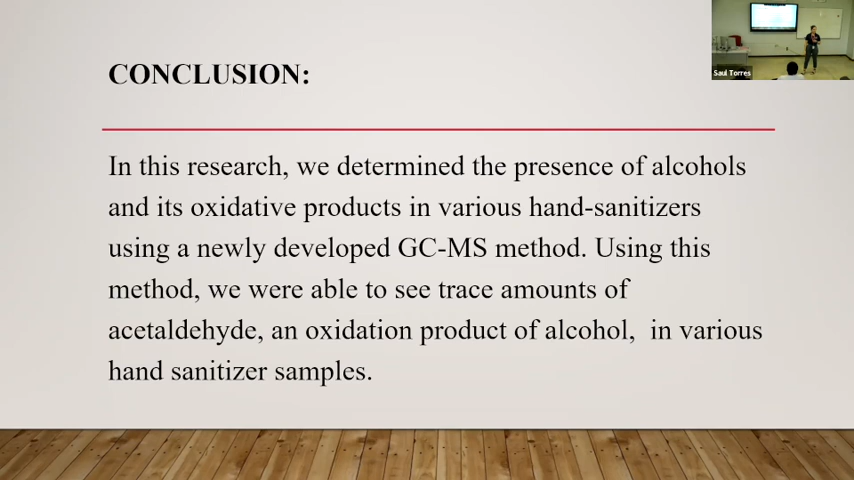 CONCLUSION:
Saul Torres
In this research, we determined the presence of alcohols
and its oxidative products in various hand-sanitizers
using a newly developed GC-MS method. Using this
method, we were able to see trace amounts of
acetaldehyde, an oxidation product of alcohol,  in various
hand sanitizer samples.